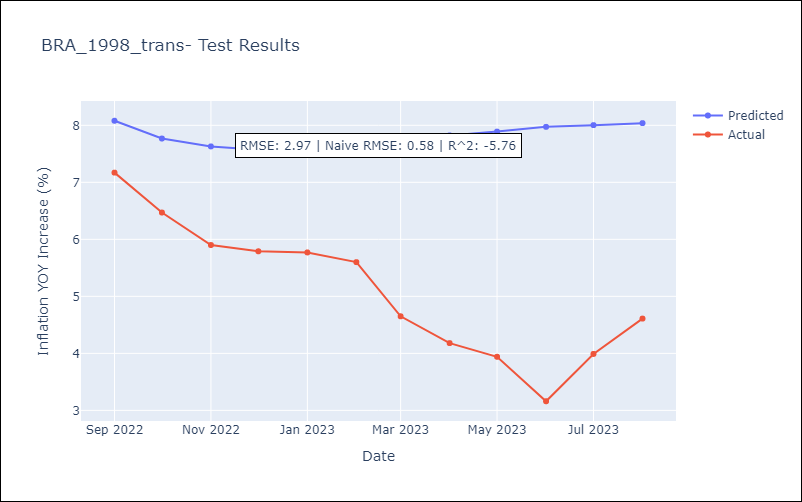 BRA_1998_trans- Test Results
Predicted
Actual
RMSE: 2.97 | Naive RMSE: 0.58 | R^2: -5.76
Inflation YOY Increase (%)
8
7
6
5
4
3
Sep 2022
Nov 2022
Jan 2023
Mar 2023
May 2023
Jul 2023
Date